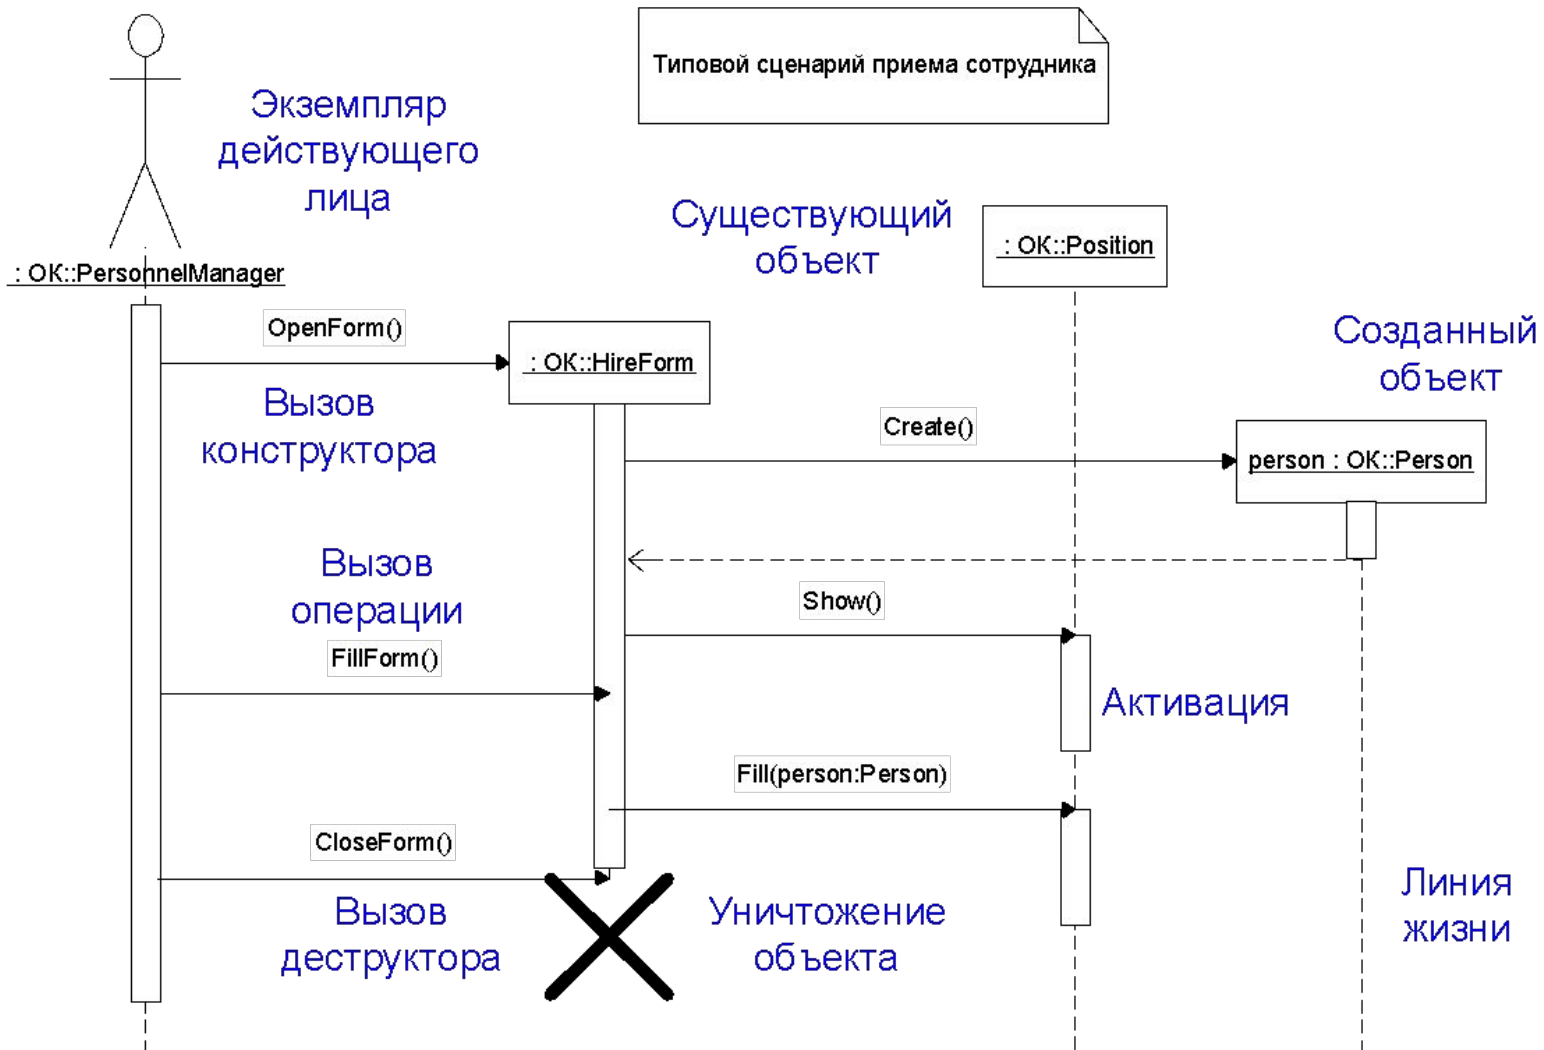 Типовой сценарий приема сотрудника
Экземпляр
действующего
лица
Существующий
объект
: ОК::Position
: ОК::PersonnelManager
OpenForm()
: ОК::HireForm
Созданный
объект
Вызов
конструктора
Create()
person : ОК::Person
Вызов
операции
Show()
FillForm()
Активация
Fill(person:Person)
CloseForm()
Вызов
деструктора
Уничтожение
объекта
Линия
жизни